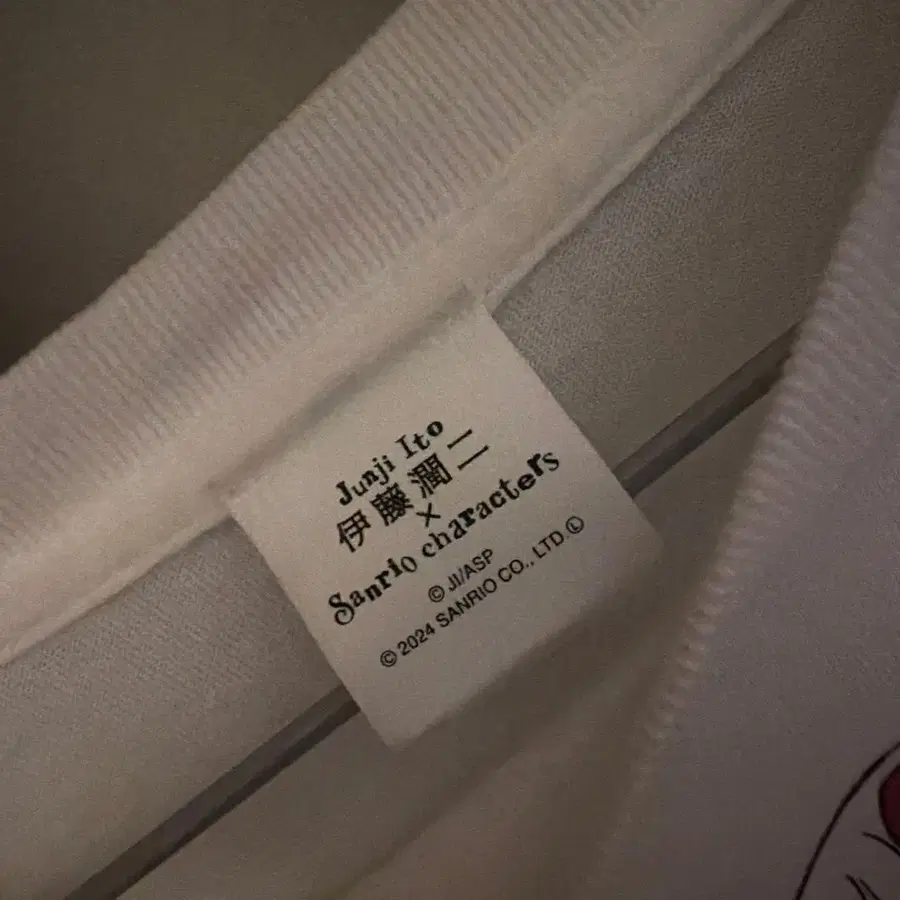 Junji Ito
伊藤潤二
×
Sanrio characters
© JI/ASP
© 2024 SANRIO CO., LTD. Ⓛ